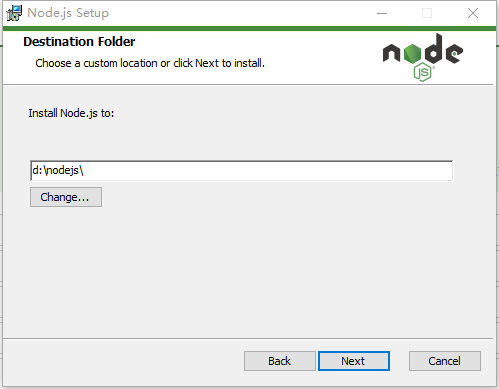 Node.js Setup
Destination Folder
Choose a custom location or click Next to install.
node
JS
Install Node.js to:
d:\nodejs\
Change...
Back
Next
Cancel